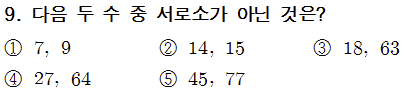 9. 다음 두 수 중 서로소가 아닌 것은?
① 7, 9 ② 14, 15 ③ 18, 63
④ 27, 64 ⑤ 45, 77